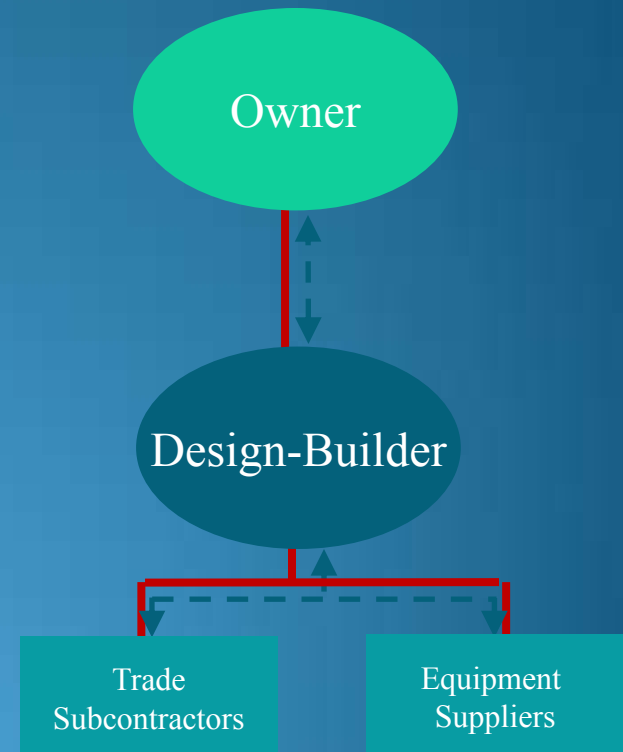 Owner
Design-Builder
Trade
Subcontractors
Equipment
Suppliers